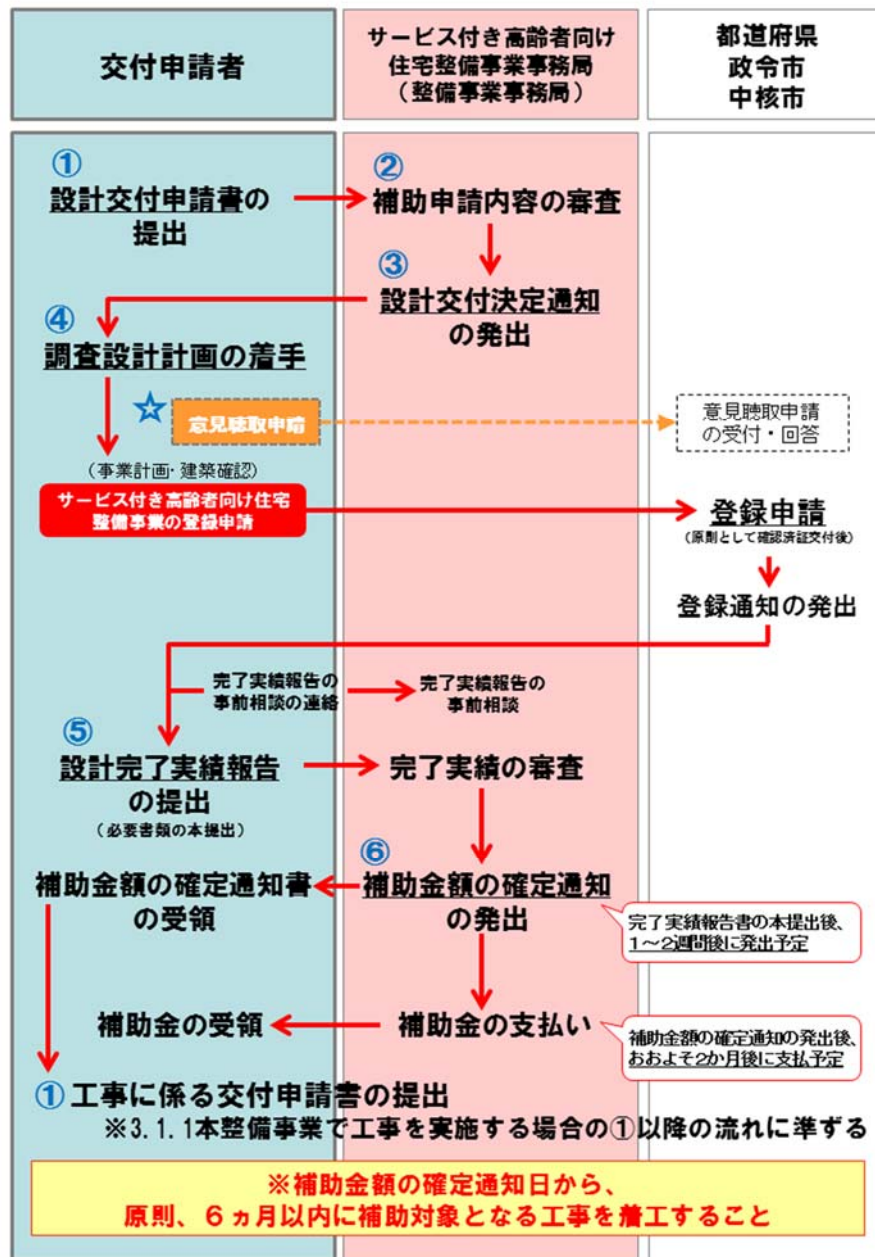 交付申請者
サービス付き高齢者向け
住宅整備事業事務局
（整備事業事務局）
都道府県
政令市
中核市
①
設計交付申請書の
提出
②
補助申請内容の審査
③
設計交付決定通知
の発出
④
調査設計計画の着手
☆
意見聴取申請
意見聴取申請
の受付・回答
（事業計画・建築確認）
サービス付き高齢者向け住宅
整備事業の登録申請
登録申請
（原則として確認済証交付後）
登録通知の発出
完了実績報告の
事前相談の連絡
完了実績報告の
事前相談
⑤
設計完了実績報告
の提出
（必要書類の本提出）
完了実績の審査
補助金額の確定通知書
の受領
⑥
補助金額の確定通知
の発出
完了実績報告書の本提出後、
1～2週間後に発出予定
補助金の受領
補助金の支払い
補助金額の確定通知の発出後、
おおよそ2か月後に支払予定
①工事に係る交付申請書の提出
※3.1.1本整備事業で工事を実施する場合の①以降の流れに準ずる
※補助金額の確定通知日から、
原則、６ヵ月以内に補助対象となる工事を着工すること